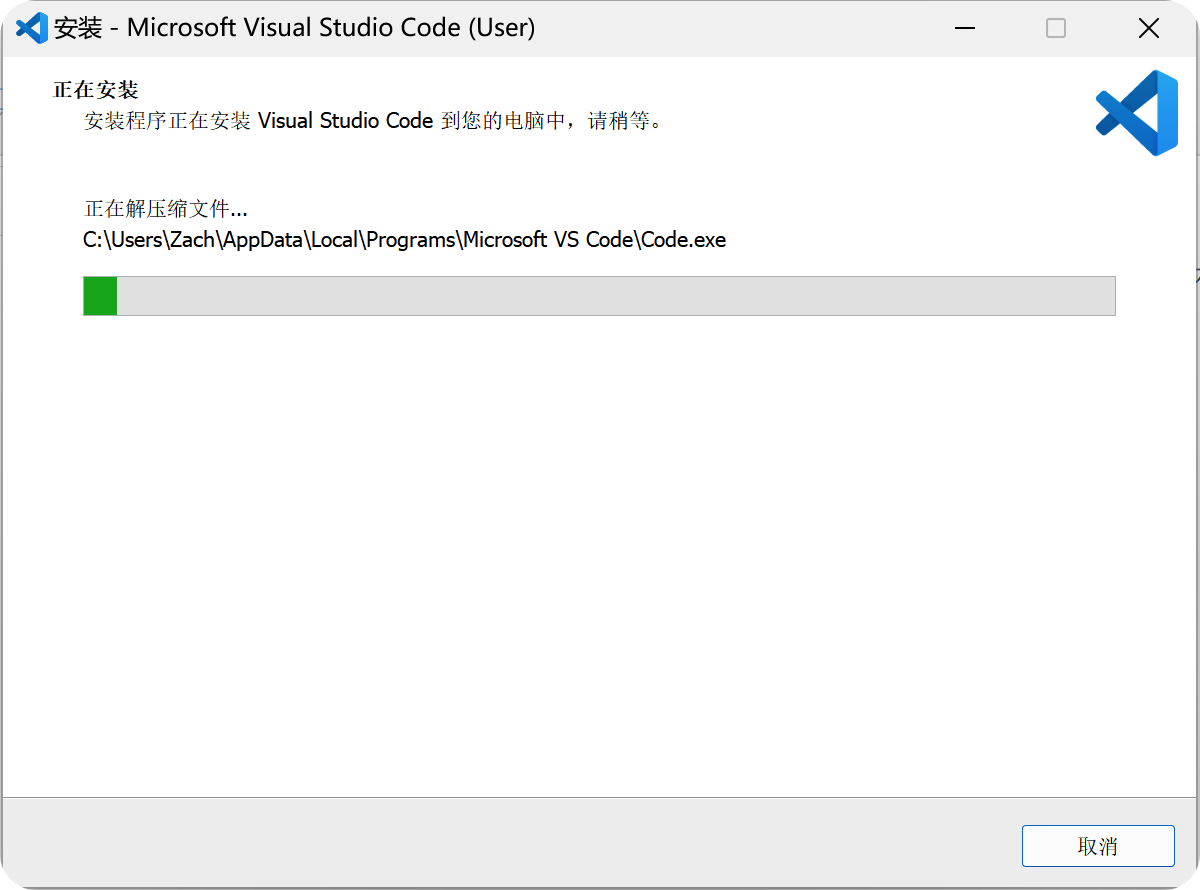 安装 - Microsoft Visual Studio Code (User)
正在安装
安装程序正在安装 Visual Studio Code 到您的电脑中，请稍等。
正在解压缩文件...
C:\Users\Zach\AppData\Local\Programs\Microsoft VS Code\Code.exe
取消